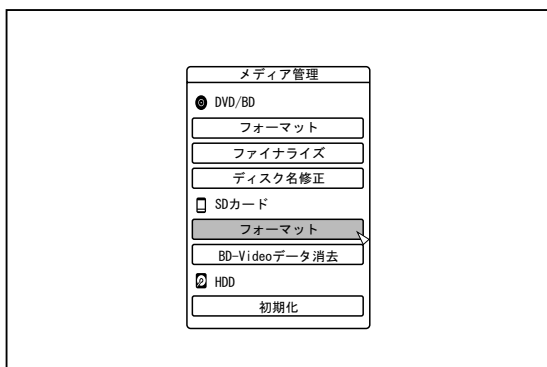 メディア管理
DVD/BD
フォーマット
ファイナライズ
ディスク名修正
SDカード
フォーマット
BD-Videoデータ消去
HDD
初期化